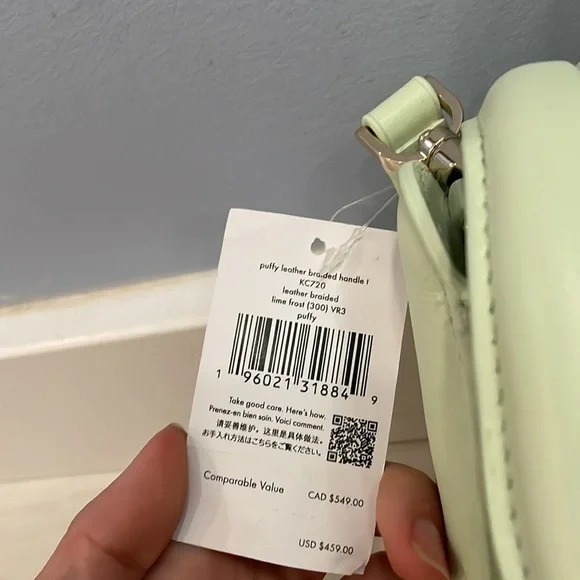 puffy leather braided handle t
KC720
leather braided
lime frost (300) VR3
puffy
1 96021 31884 9
Take good care. Here's how.
Prenez-en bien soin. Voici comment.
请妥善维护，这里是具体做法。
お手入れ方法はこちらをご覧ください。
Comparable Value CAD $549.00
USD $459.00